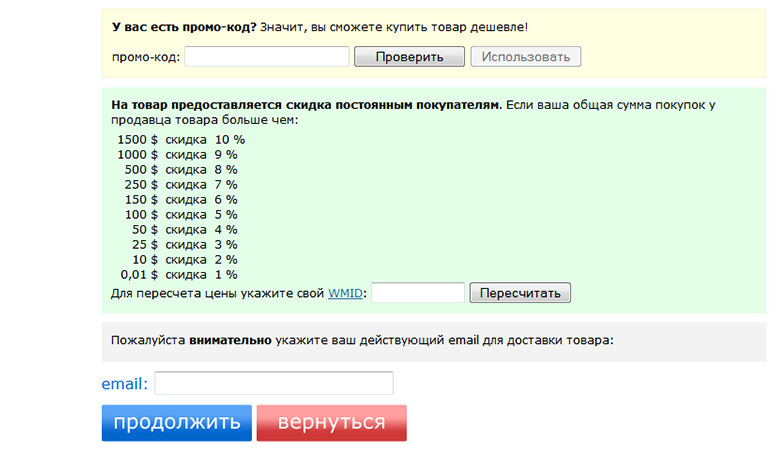 У вас есть промо-код? Значит, вы сможете купить товар дешевле!
промо-код: Проверить Использовать
На товар предоставляется скидка постоянным покупателям. Если ваша общая сумма покупок у
продавца товара больше чем:
1500 $ скидка 10 %
1000 $ скидка 9 %
500 $ скидка 8 %
250 $ скидка 7 %
150 $ скидка 6 %
100 $ скидка 5 %
50 $ скидка 4 %
25 $ скидка 3 %
10 $ скидка 2 %
0,01 $ скидка 1 %
Для пересчета цены укажите свой WMID: Пересчитать
Пожалуйста внимательно укажите ваш действующий email для доставки товара:
email:
продолжить вернуться